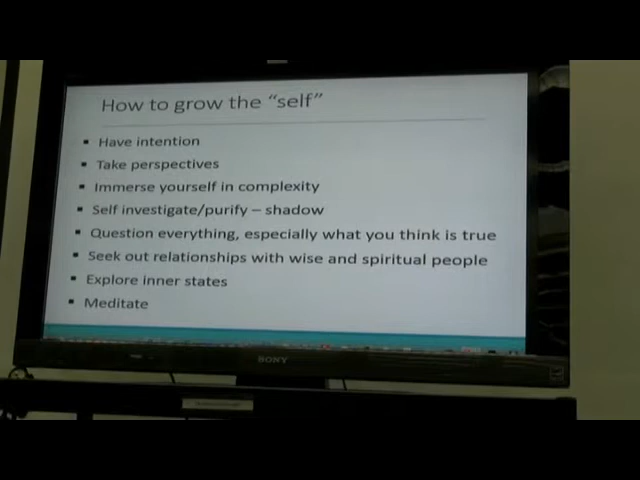 How to grow the “self”
▪ Have intention
▪ Take perspectives
▪ Immerse yourself in complexity
▪ Self investigate/purify – shadow
▪ Question everything, especially what you think is true
▪ Seek out relationships with wise and spiritual people
▪ Explore inner states
▪ Meditate
SONY